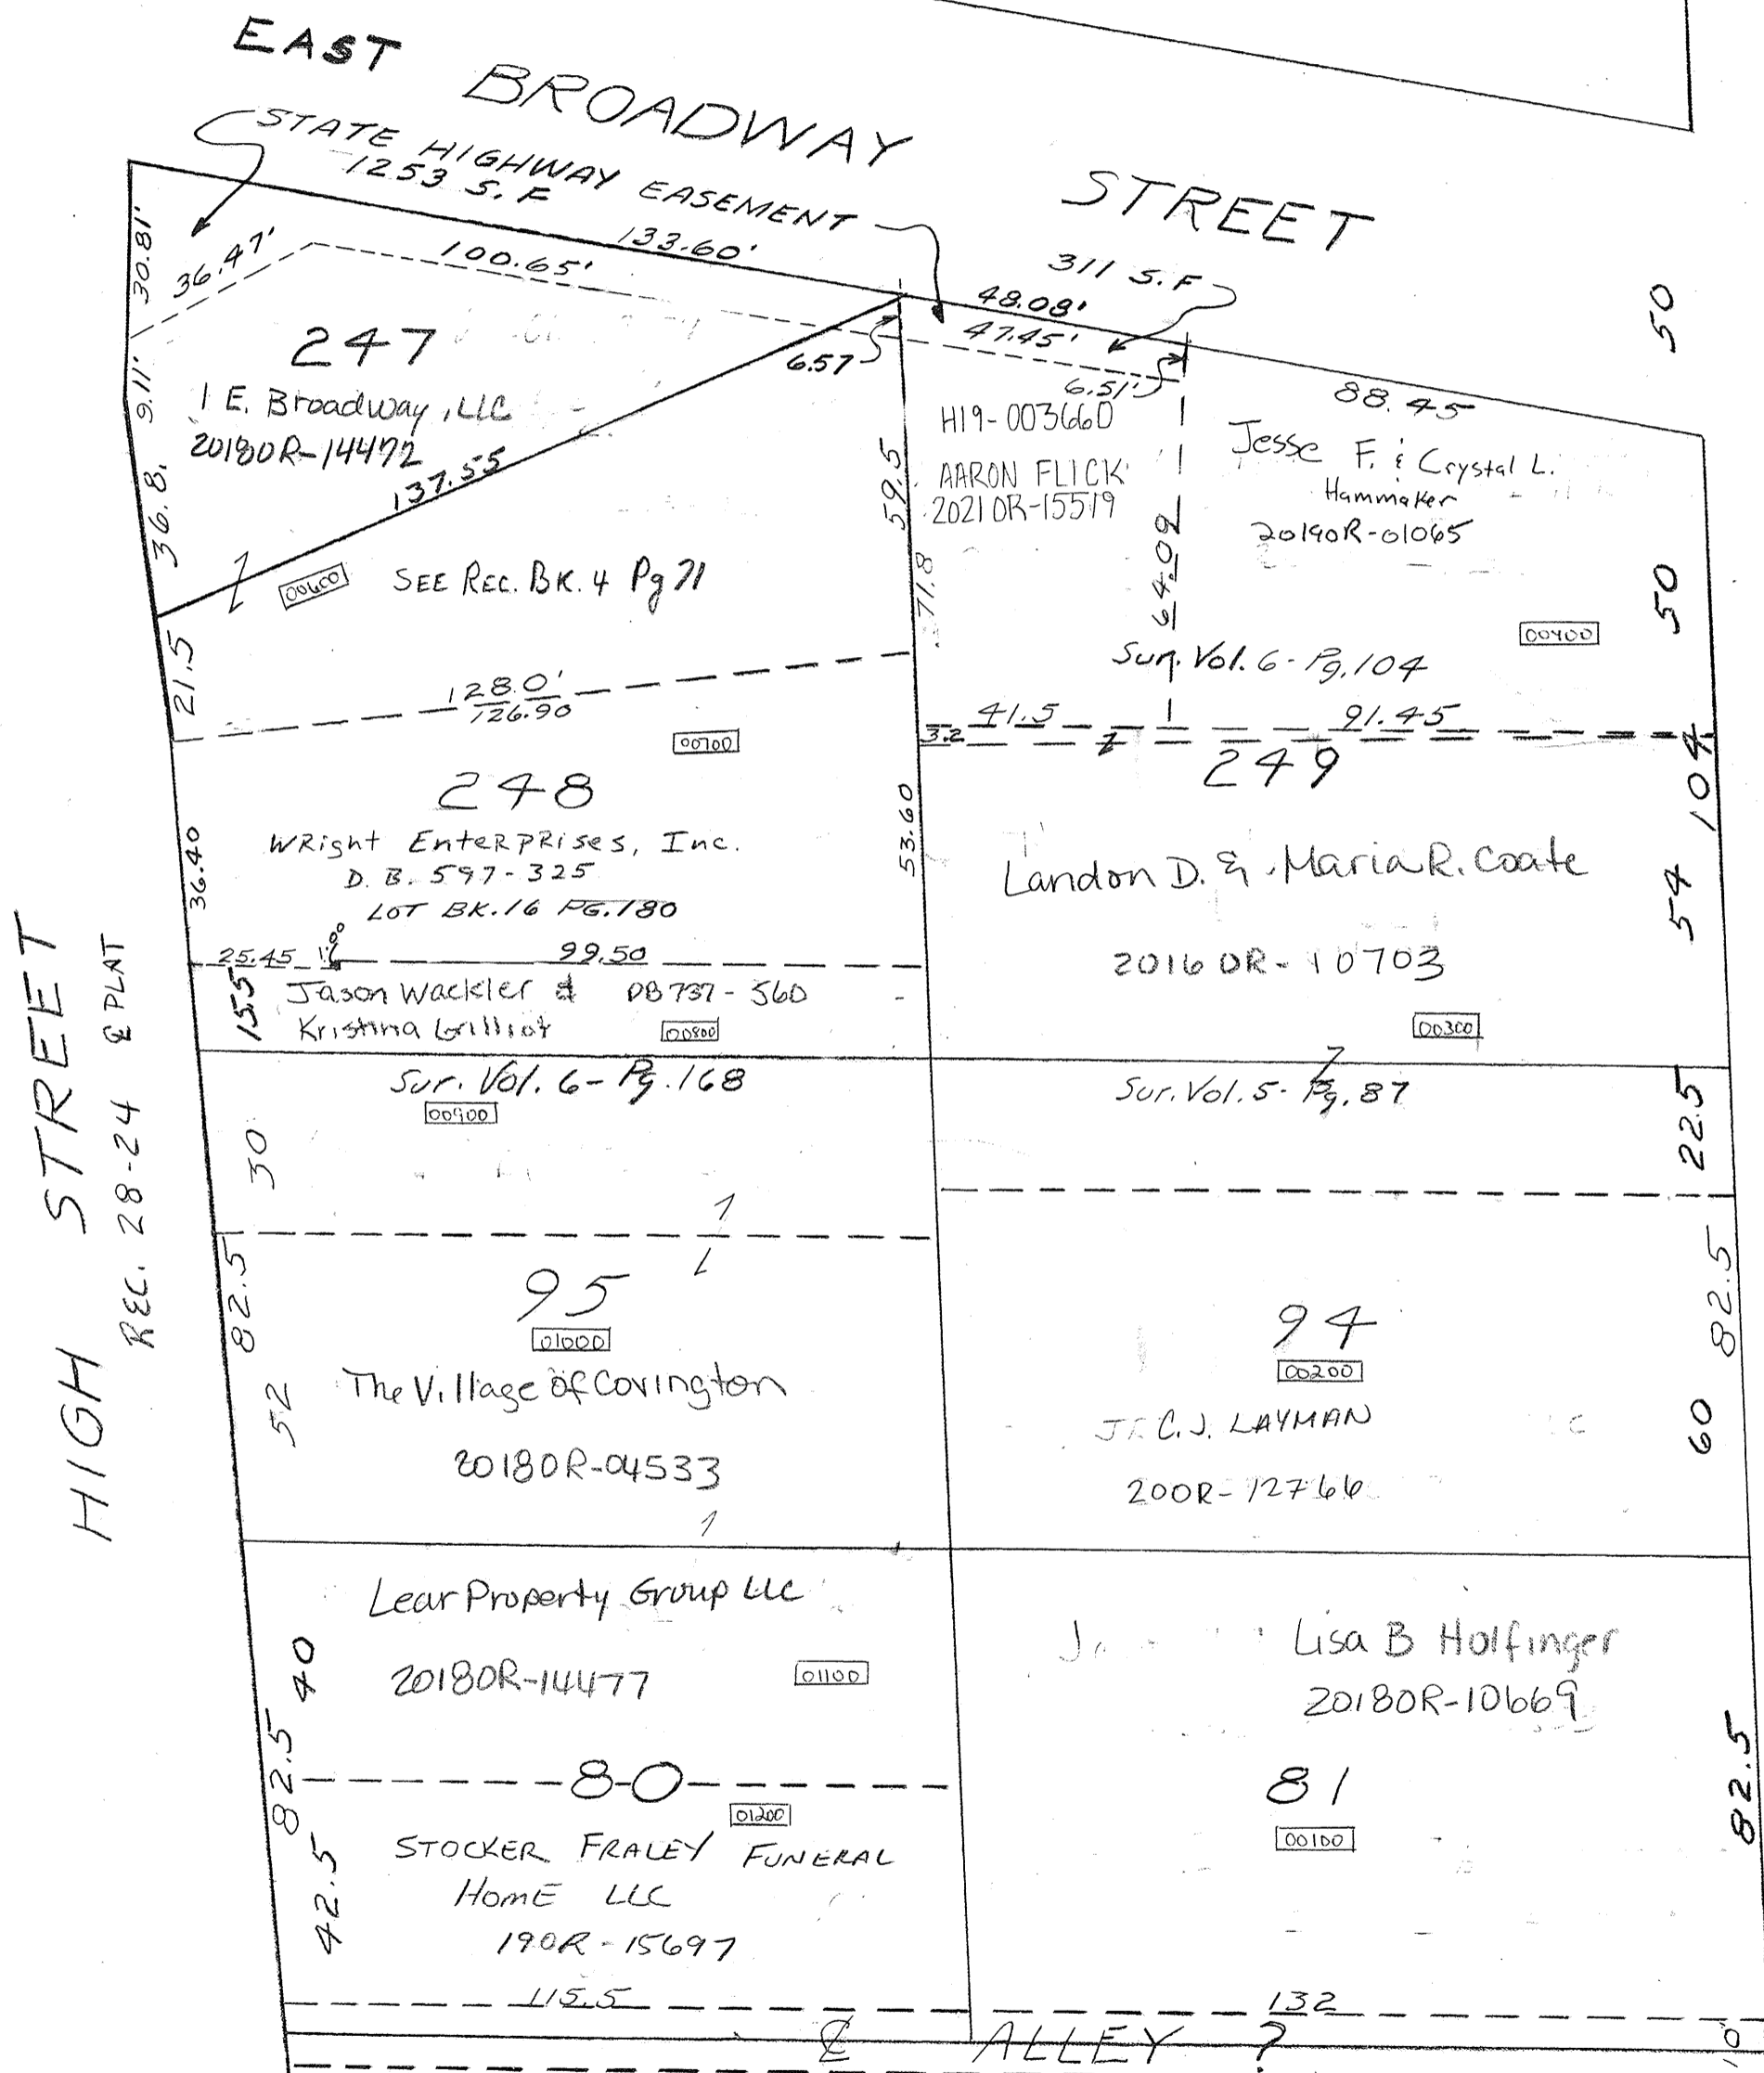 EAST BROADWAY STREET
STATE HIGHWAY EASEMENT
1253 S.F
133.60'
30.81'
36.47'
100.65'
311 S.F
48.08'
47.45'
50
247
6.57
6.51'
88.45
9.11'
1 E. Broadway, LLC
20180R-14472
H19-003660
AARON FLICK
20210R-15519
Jesse F. & Crystal L.
Hammaker
20190R-01065
36.8
137.55
59.5
64.09
1
00600
SEE REC. BK. 4 Pg 71
71.8
50
00400
21.5
Sur. Vol. 6 - Pg. 104
128.0'
126.90
41.5
91.45
3.2
00700
249
104
248
36.40
53.60
Wright Enterprises, Inc.
D. B. 597-325
LOT BK. 16 PG. 180
Landon D. & Maria R. Coate
20160R-10703
54
25.45
1.00
99.50
15.5
Jason Wackler & DB 737-560
Kristina Grilliot
00800
00300
HIGH STREET
REC. 28-24 & PLAT
Sur. Vol. 6 - Pg. 168
00900
Sur. Vol. 5 - Pg. 87
22.5
30
82.5
95
01000
The Village of Covington
20180R-04533
52
94
00200
C.J. LAYMAN
200R-12766
82.5
60
Lear Property Group LLC
20180R-14477
01100
40
82.5
Lisa B Holfinger
20180R-10669
80
01200
81
00100
82.5
STOCKER FRALEY FUNERAL
HOME LLC
190R-15697
42.5
115.5
132
ALLEY ?
10